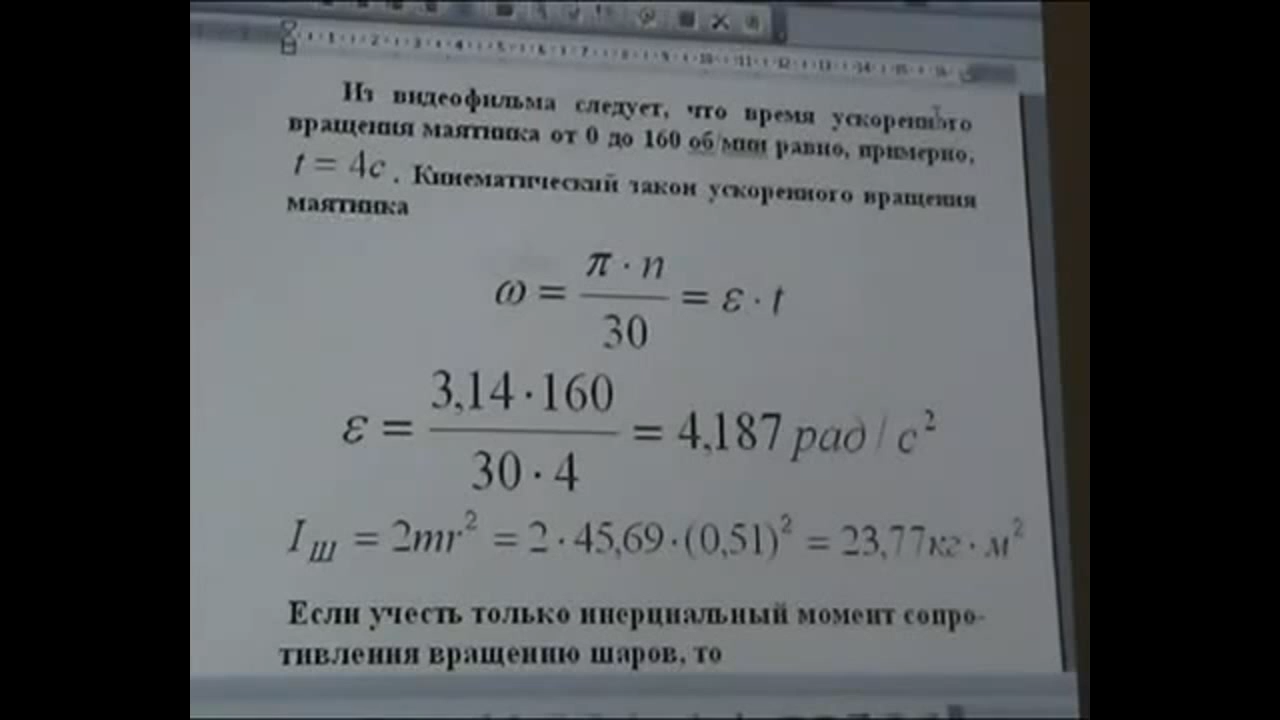 Из видеофильма следует, что время ускоренного
вращения маятника от 0 до 160 об/мин равно, примерно,
t = 4c . Кинематический закон ускоренного вращения
маятника
ω = π · n / 30 = ε · t
ε = 3,14 · 160 / 30 · 4 = 4,187 рад / с²
I_Ш = 2mr² = 2 · 45,69 · (0,51)² = 23,77кг · м²
Если учесть только инерциальный момент сопро-
тивления вращению шаров, то